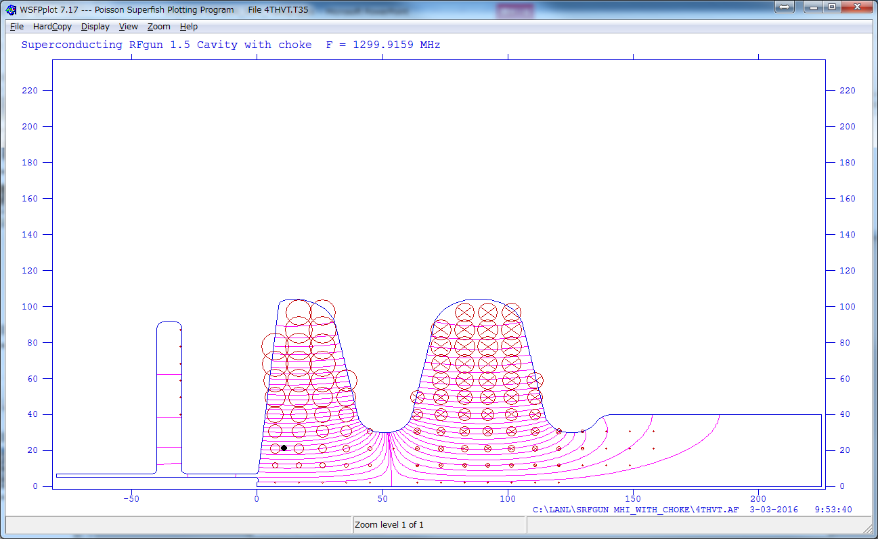 WSFPplot 7.17 --- Poisson Superfish Plotting Program File 4THVT.T35
File HardCopy Display View Zoom Help
Superconducting RFgun 1.5 Cavity with choke F = 1299.9159 MHz
220 220
200 200
180 180
160 160
140 140
120 120
100 100
80 80
60 60
40 40
20 20
0 0
-50 0 50 100 150 200
C:\LANL\SRFGUN MHI_WITH_CHOKE\4THVT.AF 3-03-2016 9:53:40
Zoom level 1 of 1